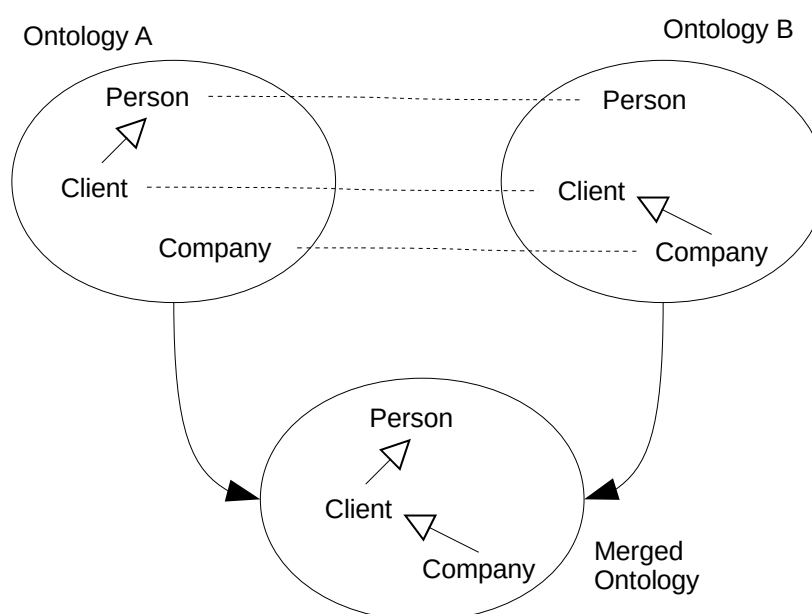 Ontology A
Ontology B
Person
Person
Client
Client
Company
Company
Person
Client
Company
Merged
Ontology